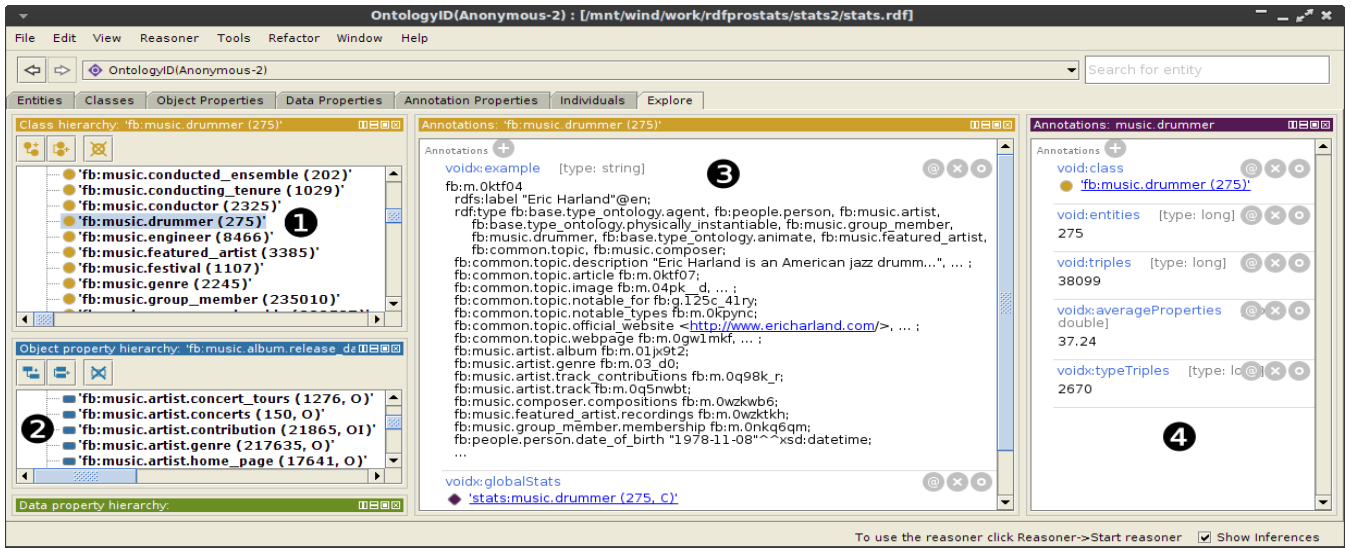 OntologyID(Anonymous-2) : [/mnt/wind/work/rdfprostats/stats2/stats.rdf]
File Edit View Reasoner Tools Refactor Window Help
OntologyID(Anonymous-2)
Search for entity
Entities Classes Object Properties Data Properties Annotation Properties Individuals Explore
Class hierarchy: 'fb:music.drummer (275)'
'fb:music.conducted_ensemble (202)'
'fb:music.conducting_tenure (1029)'
'fb:music.conductor (2325)'
'fb:music.drummer (275)'
1
'fb:music.engineer (8466)'
'fb:music.featured_artist (3385)'
'fb:music.festival (1107)'
'fb:music.genre (2245)'
'fb:music.group_member (235010)'
Object property hierarchy: 'fb:music.album.release_da
'fb:music.artist.concert_tours (1276, O)'
'fb:music.artist.concerts (150, O)'
2
'fb:music.artist.contribution (21865, OI)'
'fb:music.artist.genre (217635, O)'
'fb:music.artist.home_page (17641, O)'
Data property hierarchy:
Annotations: 'fb:music.drummer (275)'
Annotations
voidx:example [type: string]
3
fb:m.0ktf04
rdfs:label "Eric Harland"@en;
rdf:type fb:base.type_ontology.agent, fb:people.person, fb:music.artist,
fb:base.type_ontology.physically_instantiable, fb:music.group_member,
fb:music.drummer, fb:base.type_ontology.animate, fb:music.featured_artist,
fb:common.topic, fb:music.composer;
fb:common.topic.description "Eric Harland is an American jazz drumm...", ... ;
fb:common.topic.article fb:m.0ktf07;
fb:common.topic.image fb:m.04pk_d, ... ;
fb:common.topic.notable_for fb:g.125c_41ry;
fb:common.topic.notable_types fb:m.0kpync;
fb:common.topic.official_website <http://www.ericharland.com/>, ... ;
fb:common.topic.webpage fb:m.0gw1mkf, ... ;
fb:music.artist.album fb:m.01jx9t2;
fb:music.artist.genre fb:m.03_d0;
fb:music.artist.track_contributions fb:m.0q98k_r;
fb:music.artist.track fb:m.0q5nwbt;
fb:music.composer.compositions fb:m.0wzkwb6;
fb:music.featured_artist.recordings fb:m.0wzktkh;
fb:music.group_member.membership fb:m.0nkq6qm;
fb:people.person.date_of_birth "1978-11-08"^^xsd:datetime;
...
voidx:globalStats
'stats:music.drummer (275, C)'
Annotations: music.drummer
Annotations
void:class
'fb:music.drummer (275)'
void:entities [type: long]
275
void:triples [type: long]
38099
voidx:averageProperties
double]
37.24
voidx:typeTriples [type: lo
2670
4
To use the reasoner click Reasoner->Start reasoner Show Inferences